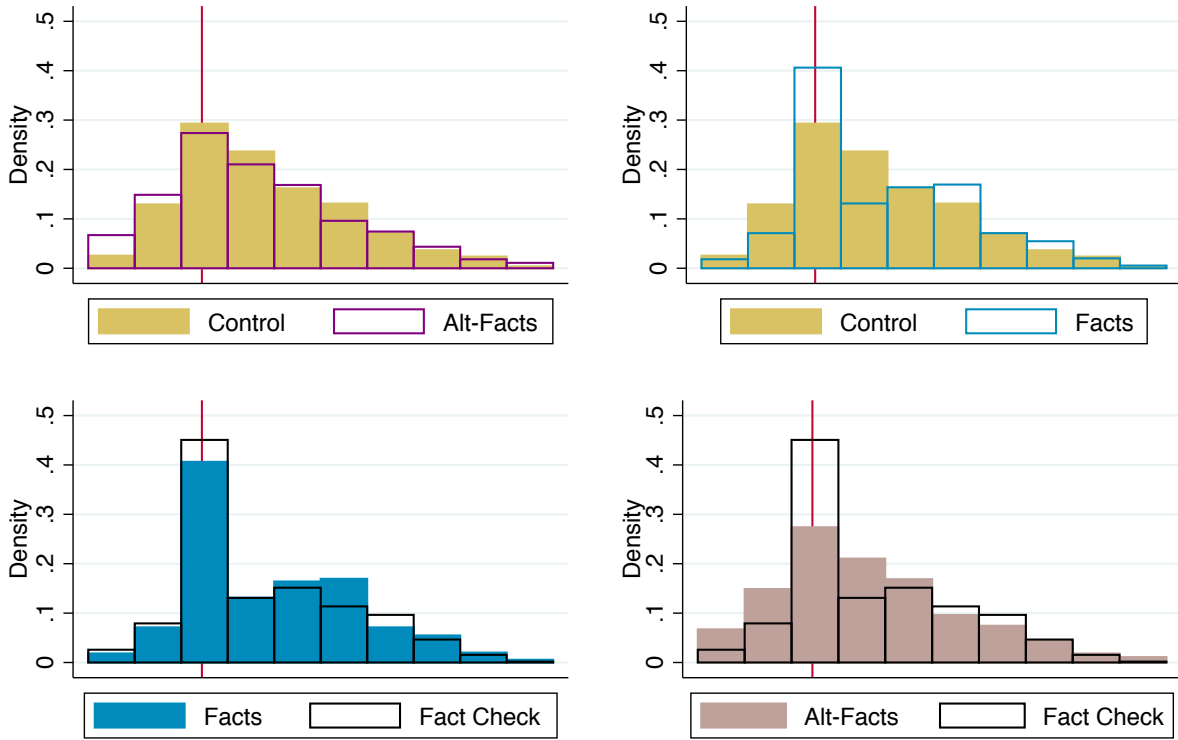 .5
.4
.3
.2
.1
0
Density
Control
Alt-Facts
.5
.4
.3
.2
.1
0
Density
Control
Facts
.5
.4
.3
.2
.1
0
Density
Facts
Fact Check
.5
.4
.3
.2
.1
0
Density
Alt-Facts
Fact Check